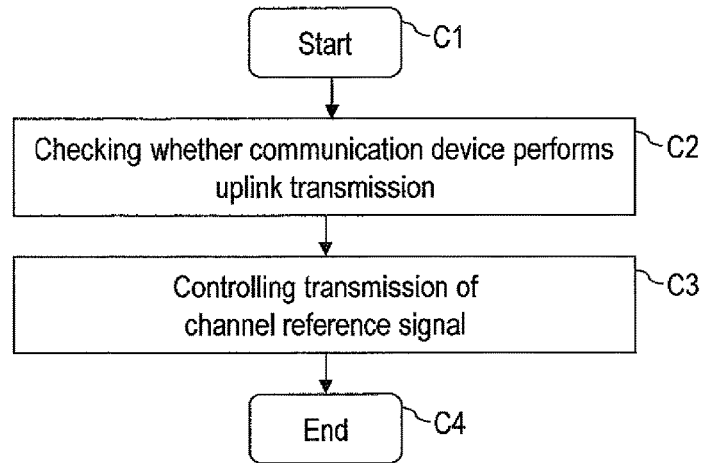 Start
C1
Checking whether communication device performs
uplink transmission
C2
Controlling transmission of
channel reference signal
C3
End
C4